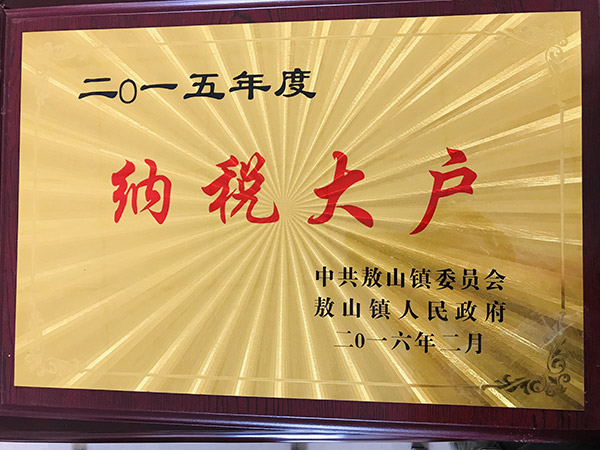 二〇一五年度
纳税大户
中共敖山镇委员会
敖山镇人民政府
二〇一六年二月